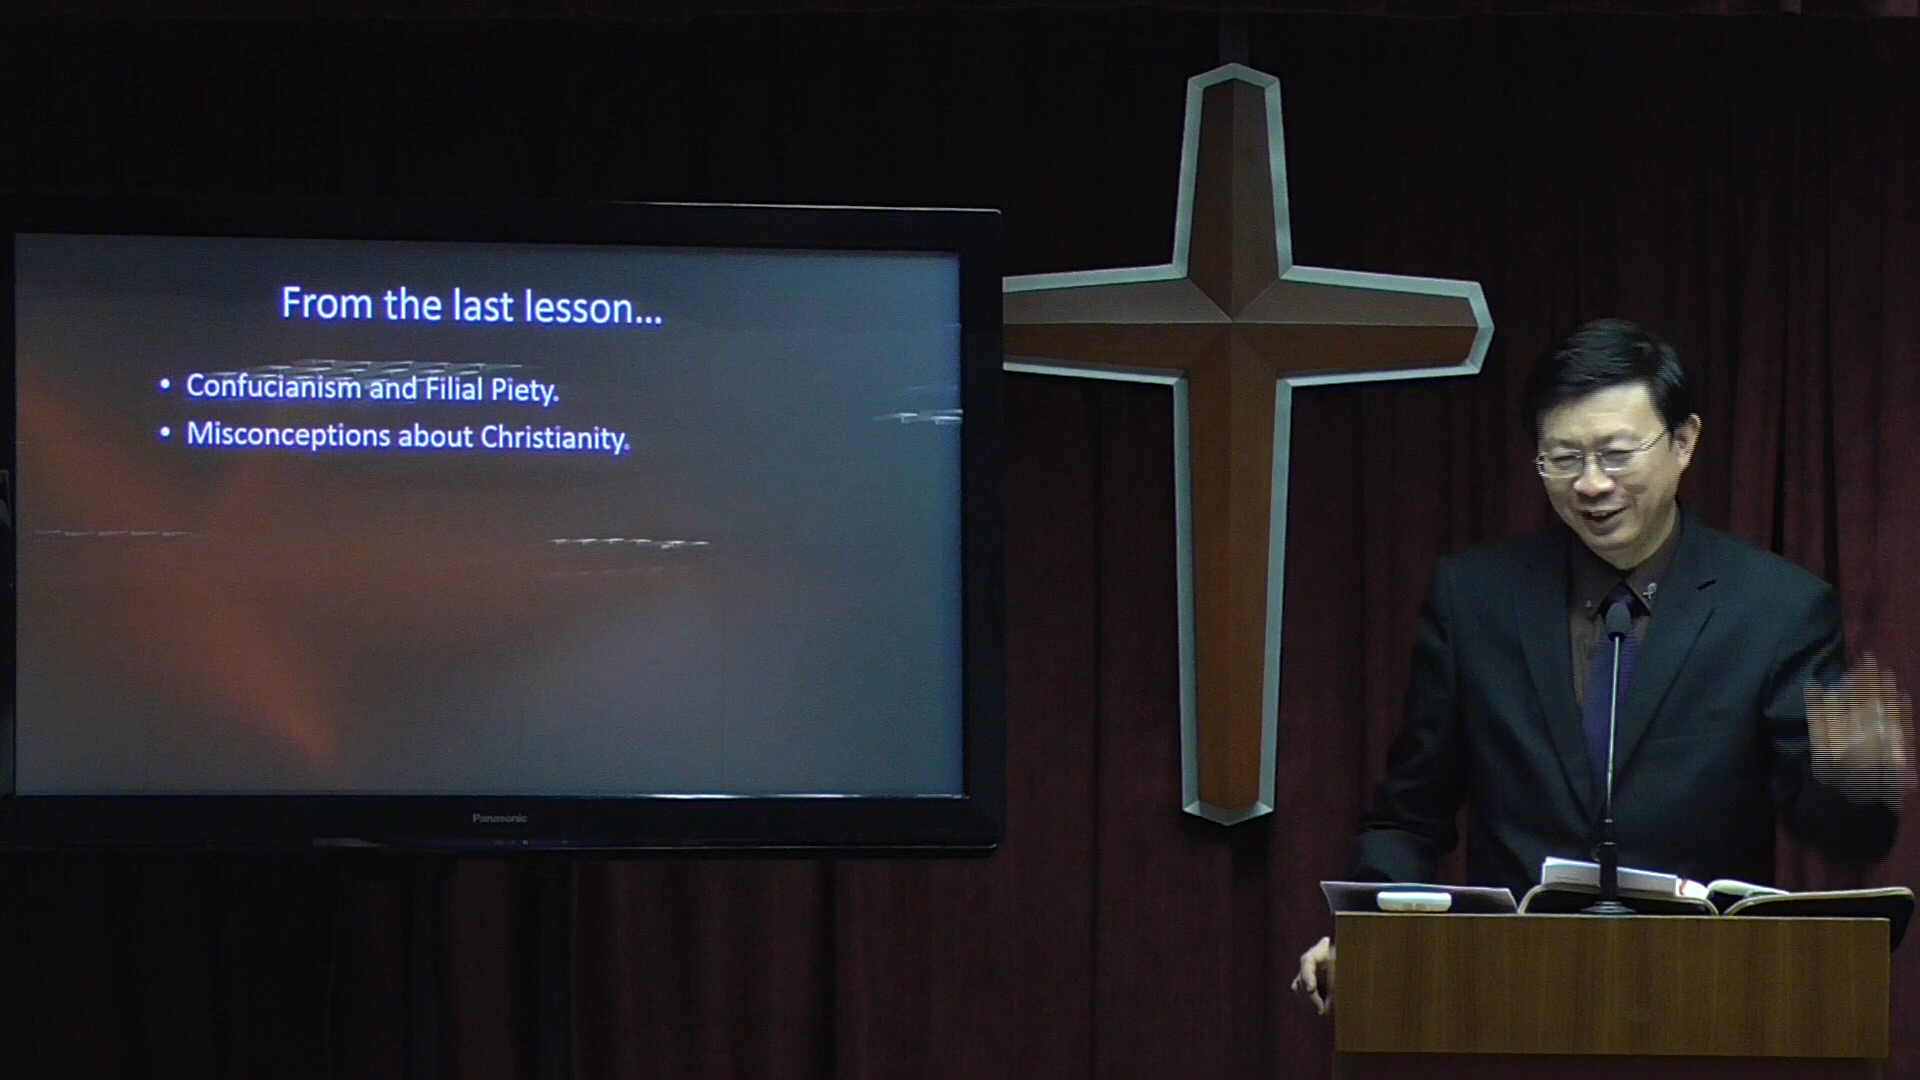 From the last lesson...
• Confucianism and Filial Piety.
• Misconceptions about Christianity.
Panasonic